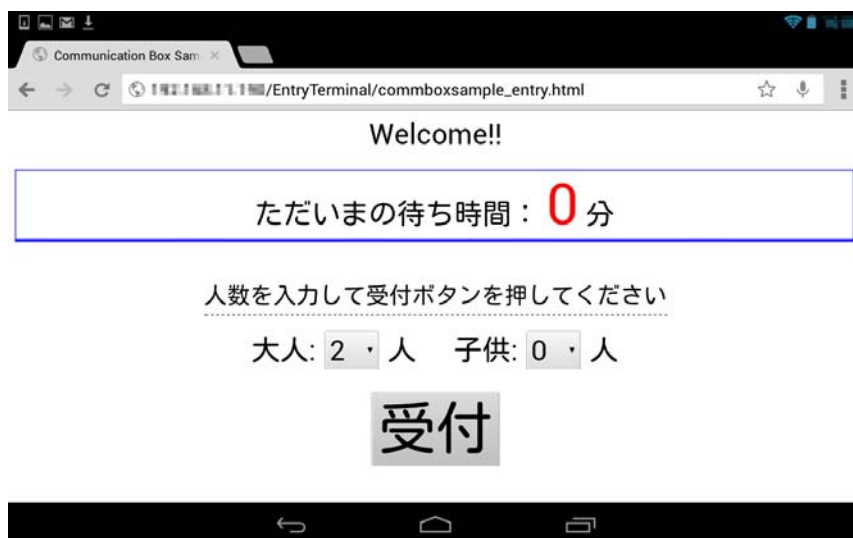 Communication Box Sam
/EntryTerminal/commboxsample_entry.html
Welcome!!
ただいまの待ち時間： 0 分
人数を入力して受付ボタンを押してください
大人: 2 人 子供: 0 人
受付